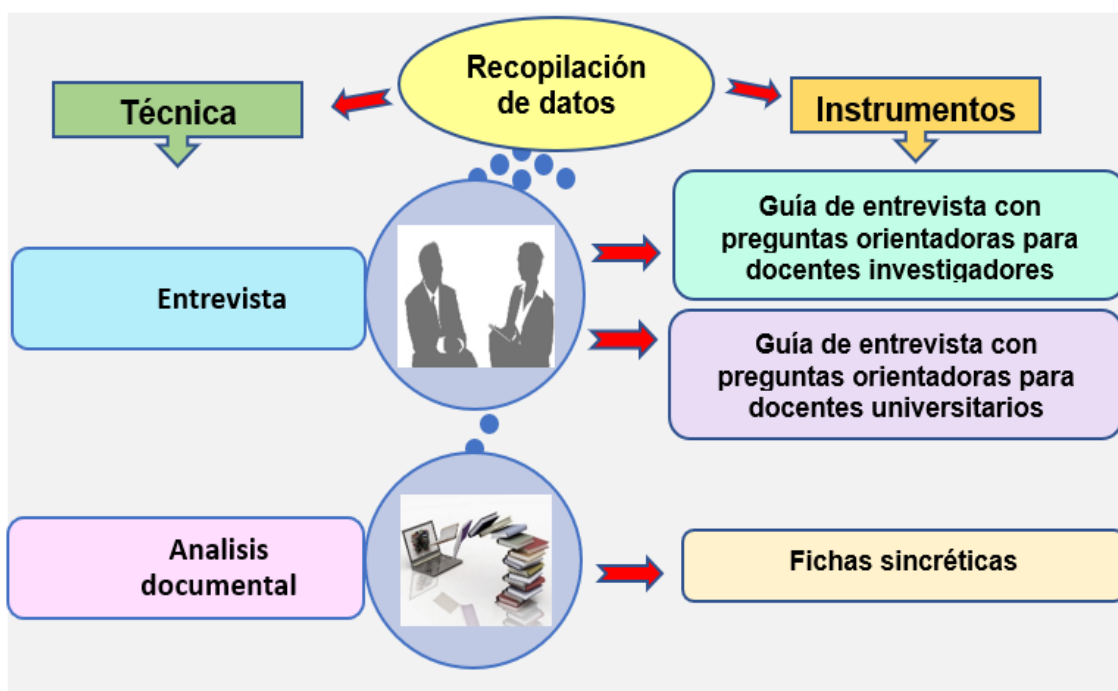 Recopilación
de datos
Técnica
Instrumentos
Entrevista
Guía de entrevista con
preguntas orientadoras para
docentes investigadores
Guía de entrevista con
preguntas orientadoras para
docentes universitarios
Analisis
documental
Fichas sincréticas